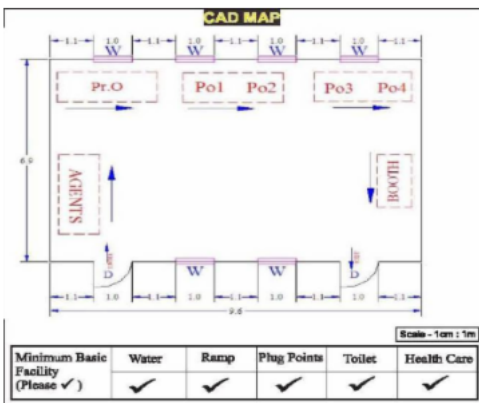 CAD MAP
1.1 1.0 1.1 1.0 1.1 1.0 1.1 1.0 1.1
W W W W
Pr.O Po1 Po2 Po3 Po4
6.9
AGENTS
BOOTH
D W W D
1.1 1.0 1.1 1.0 1.1 1.0 1.1 1.0 1.1
9.6
Scale - 1cm : 1m
Minimum Basic Facility (Please ✓) Water Ramp Plug Points Toilet Health Care
✓ ✓ ✓ ✓ ✓